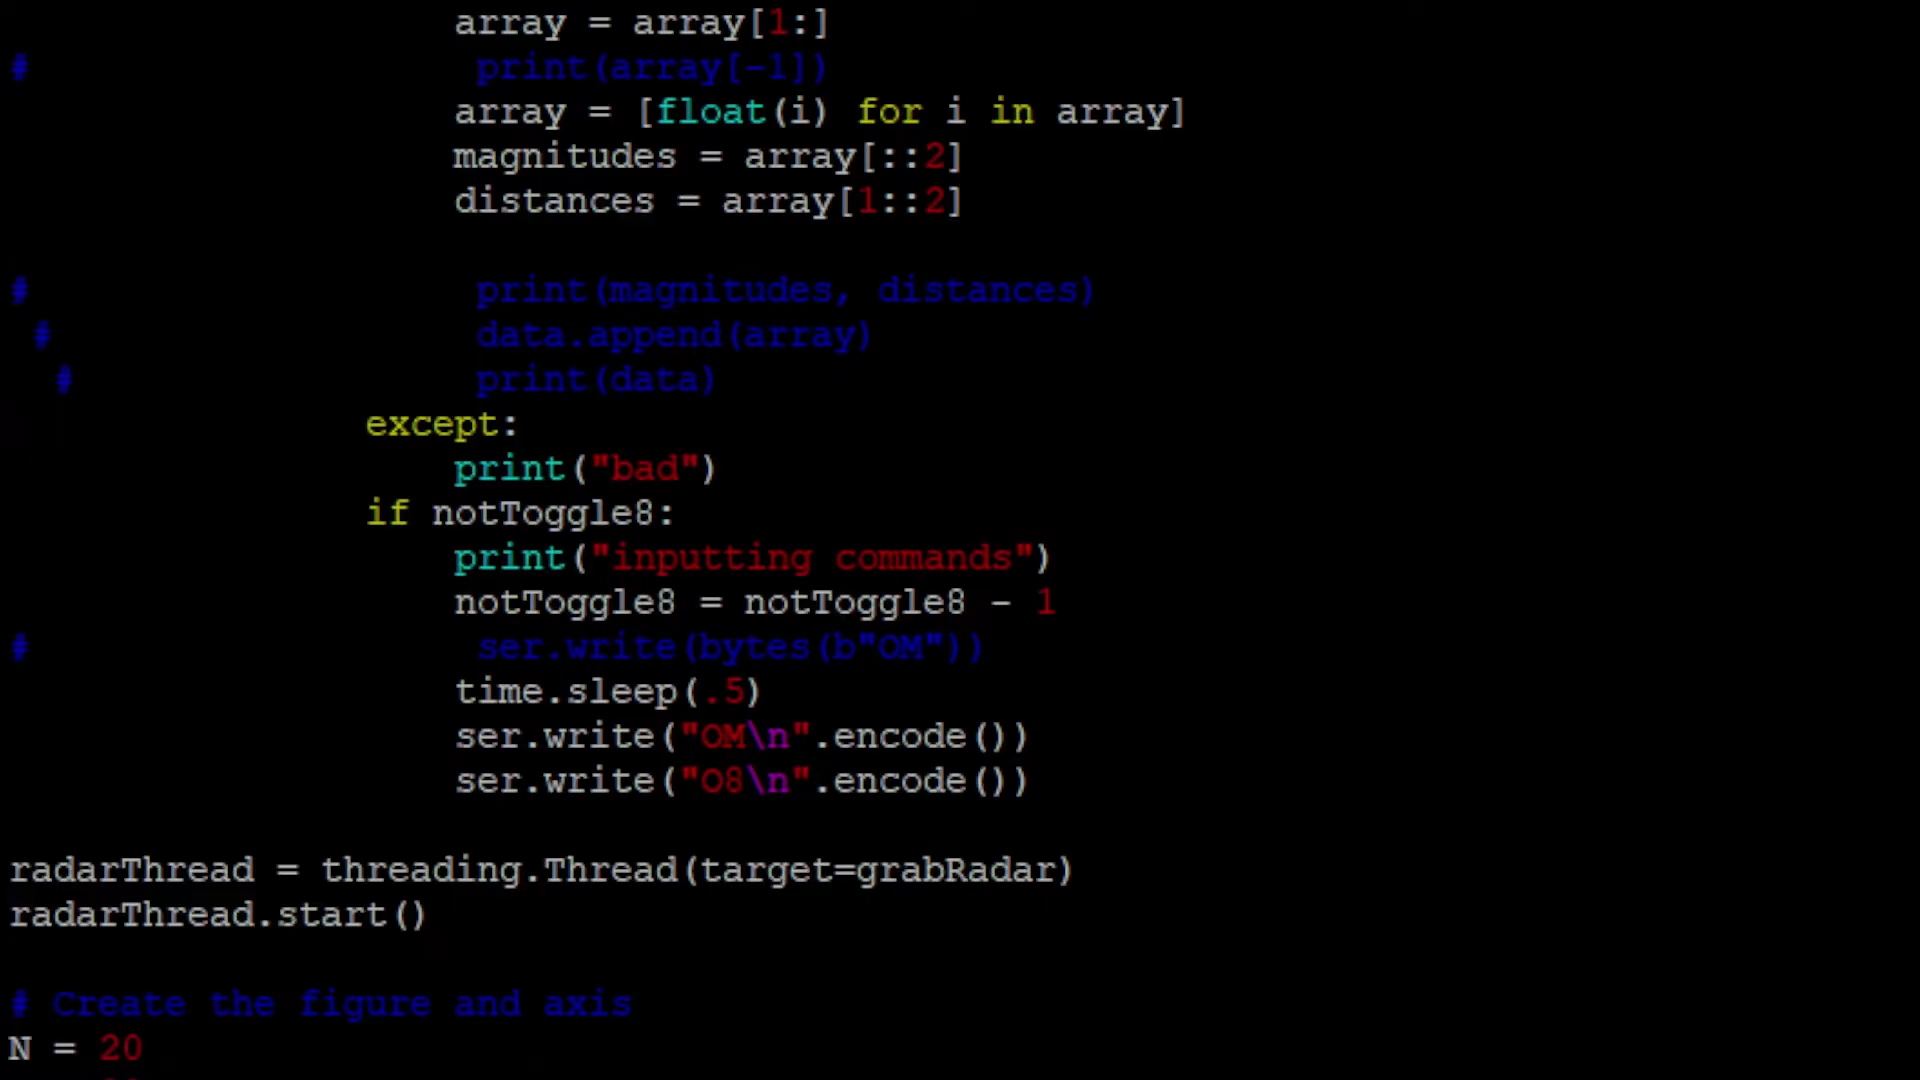 array = array[1:]
# print(array[-1])
array = [float(i) for i in array]
magnitudes = array[::2]
distances = array[1::2]
# print(magnitudes, distances)
# data.append(array)
# print(data)
except:
print("bad")
if notToggle8:
print("inputting commands")
notToggle8 = notToggle8 - 1
# ser.write(bytes(b"OM"))
time.sleep(.5)
ser.write("OM\n".encode())
ser.write("O8\n".encode())
radarThread = threading.Thread(target=grabRadar)
radarThread.start()
# Create the figure and axis
N = 20